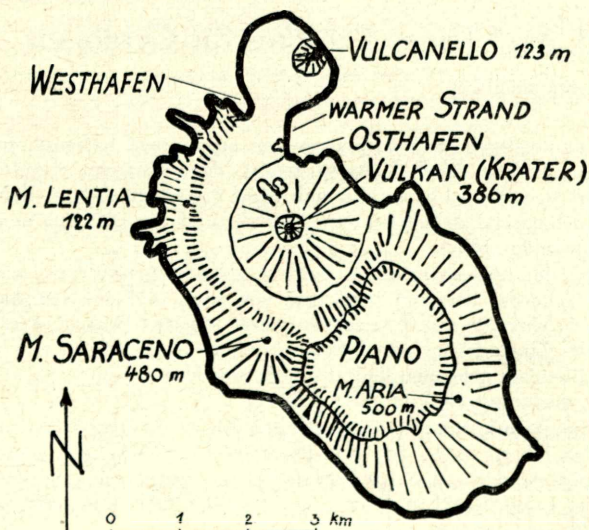 VULCANELLO 123 m
WESTHAFEN
WARMER STRAND
OSTHAFEN
VULKAN (KRATER)
386 m
M. LENTIA
122 m
M. SARACENO
480 m
PIANO
M. ARIA
500 m
N
0 1 2 3 km